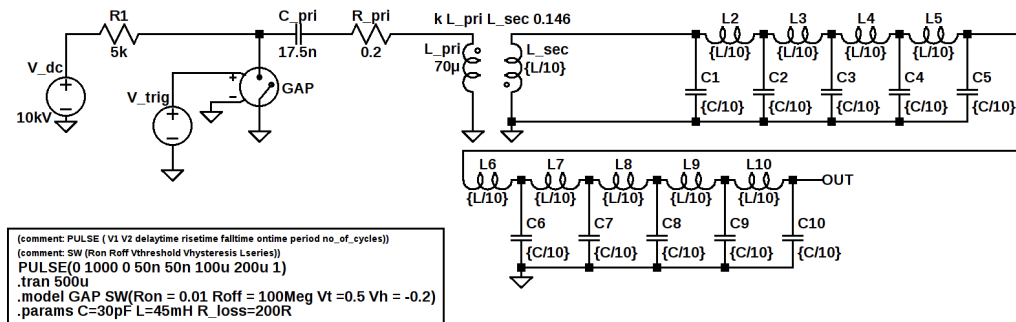 R1
5k
C_pri
17.5n
R_pri
0.2
k L_pri L_sec 0.146
L_pri
70µ
L_sec
{L/10}
L2
{L/10}
L3
{L/10}
L4
{L/10}
L5
{L/10}
C1
{C/10}
C2
{C/10}
C3
{C/10}
C4
{C/10}
C5
{C/10}
V_dc
10kV
V_trig
GAP
L6
{L/10}
L7
{L/10}
L8
{L/10}
L9
{L/10}
L10
{L/10}
OUT
C6
{C/10}
C7
{C/10}
C8
{C/10}
C9
{C/10}
C10
{C/10}
(comment: PULSE ( V1 V2 delaytime risetime falltime ontime period no_of_cycles))
(comment: SW (Ron Roff Vthreshold Vhysteresis Lseries))
PULSE(0 1000 0 50n 50n 100u 200u 1)
.tran 500u
.model GAP SW(Ron = 0.01 Roff = 100Meg Vt =0.5 Vh = -0.2)
.params C=30pF L=45mH R_loss=200R